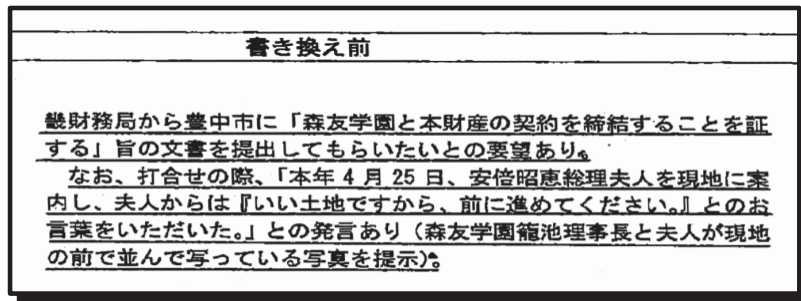 書き換え前
畿財務局から豊中市に「森友学園と本財産の契約を締結することを証
する」旨の文書を提出してもらいたいとの要望あり。
なお、打合せの際、「本年 4 月 25 日、安倍昭恵総理夫人を現地に案
内し、夫人からは『いい土地ですから、前に進めてください。』とのお
言葉をいただいた。」との発言あり（森友学園籠池理事長と夫人が現地
の前で並んで写っている写真を提示）。